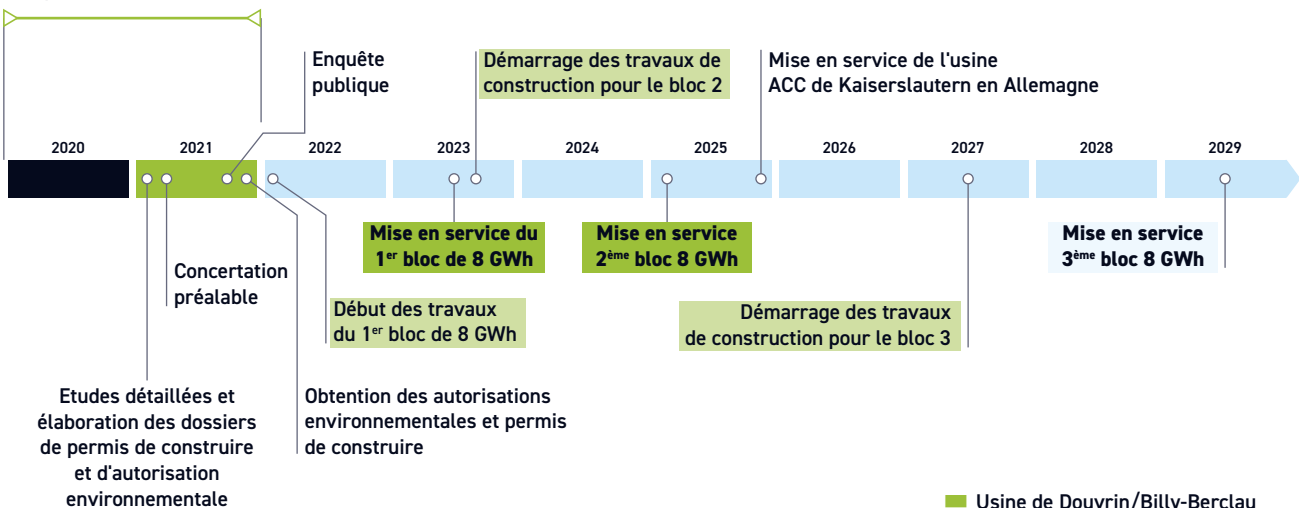 Enquête
publique
Démarrage des travaux de
construction pour le bloc 2
Mise en service de l'usine
ACC de Kaiserslautern en Allemagne
2020
2021
2022
2023
2024
2025
2026
2027
2028
2029
Mise en service du
1er bloc de 8 GWh
Mise en service
2ème bloc 8 GWh
Mise en service
3ème bloc 8 GWh
Concertation
préalable
Début des travaux
du 1er bloc de 8 GWh
Démarrage des travaux
de construction pour le bloc 3
Etudes détaillées et
élaboration des dossiers
de permis de construire
et d'autorisation
environnementale
Obtention des autorisations
environnementales et permis
de construire
Usine de Douvrin/Billy-Berclau